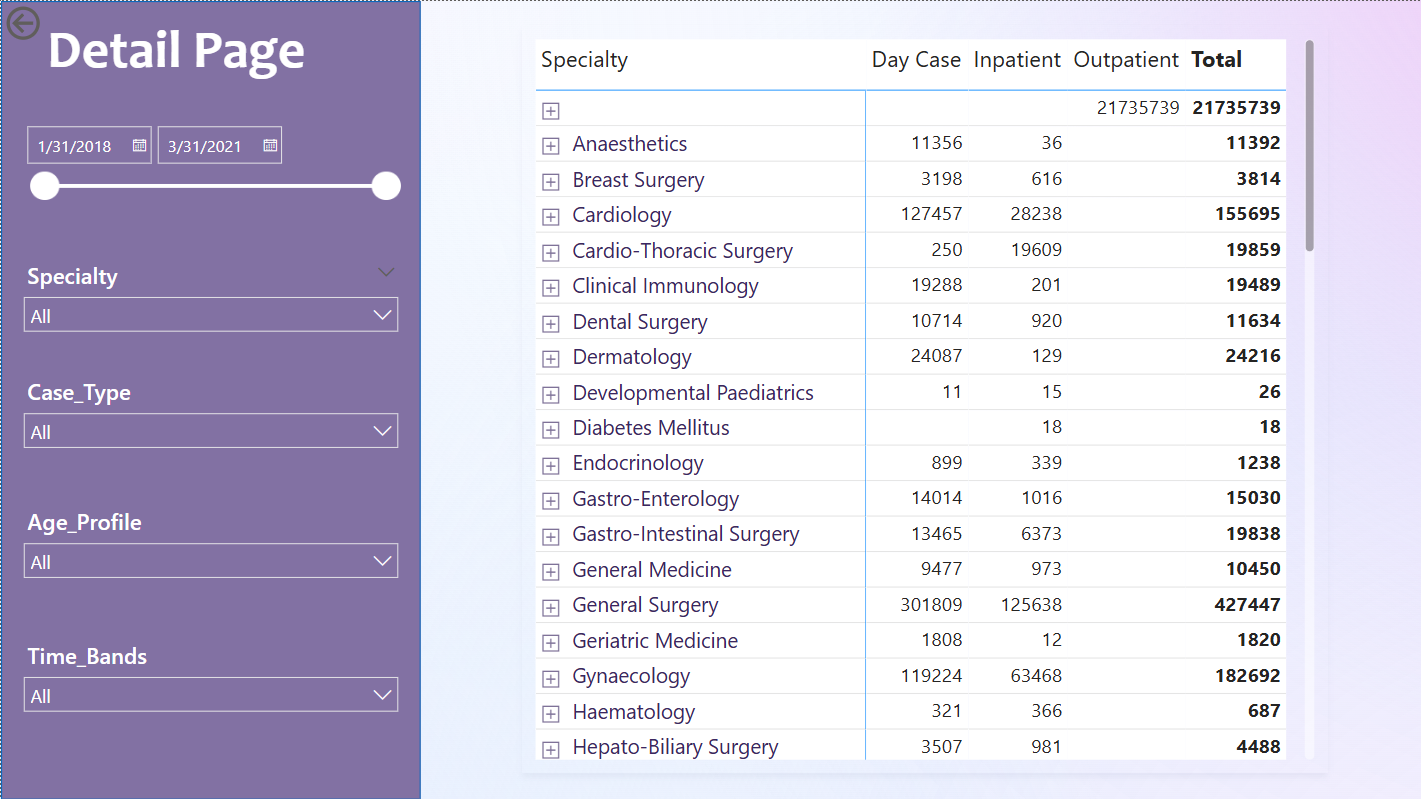 Detail Page
1/31/2018 3/31/2021
Specialty
All
Case_Type
All
Age_Profile
All
Time_Bands
All
Specialty Day Case Inpatient Outpatient Total
21735739 21735739
Anaesthetics 11356 36 11392
Breast Surgery 3198 616 3814
Cardiology 127457 28238 155695
Cardio-Thoracic Surgery 250 19609 19859
Clinical Immunology 19288 201 19489
Dental Surgery 10714 920 11634
Dermatology 24087 129 24216
Developmental Paediatrics 11 15 26
Diabetes Mellitus 18 18
Endocrinology 899 339 1238
Gastro-Enterology 14014 1016 15030
Gastro-Intestinal Surgery 13465 6373 19838
General Medicine 9477 973 10450
General Surgery 301809 125638 427447
Geriatric Medicine 1808 12 1820
Gynaecology 119224 63468 182692
Haematology 321 366 687
Hepato-Biliary Surgery 3507 981 4488